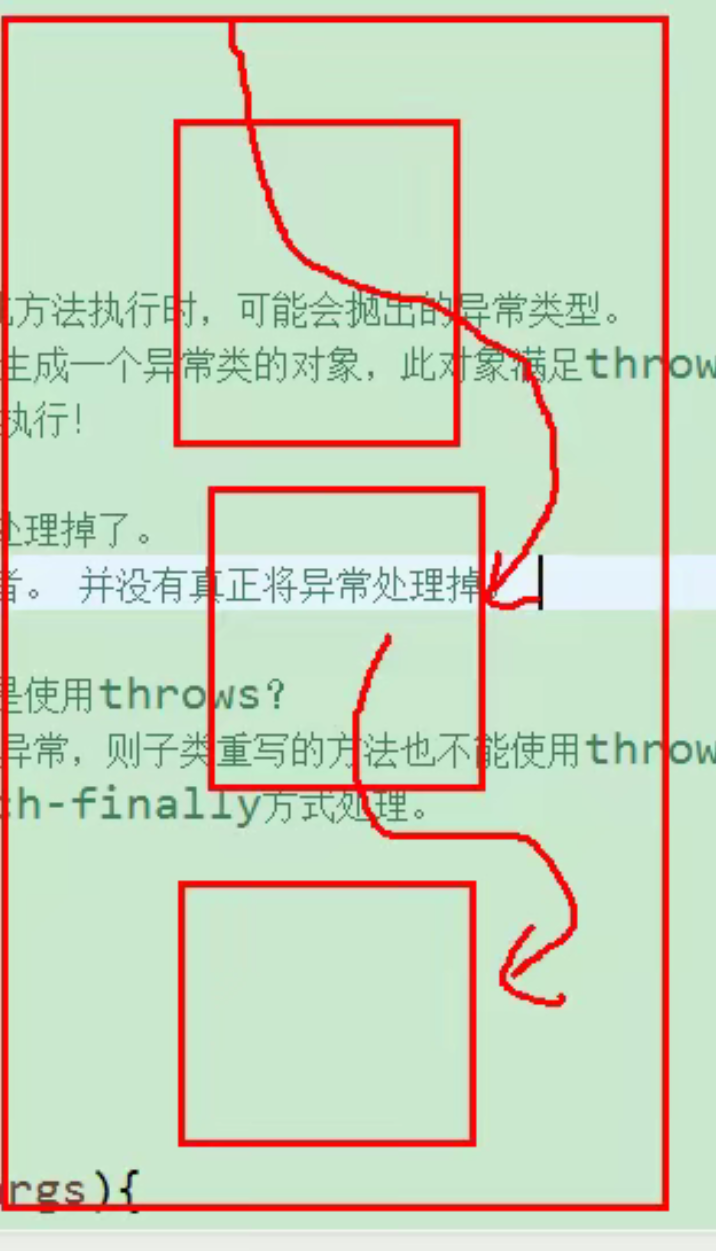 方法执行时，可能会抛出的异常类型。
生成一个异常类的对象，此对象满足throw
执行！
处理掉了。
者。 并没有真正将异常处理掉
是使用throws？
异常，则子类重写的方法也不能使用throw
ch-finally方式处理。
rgs){